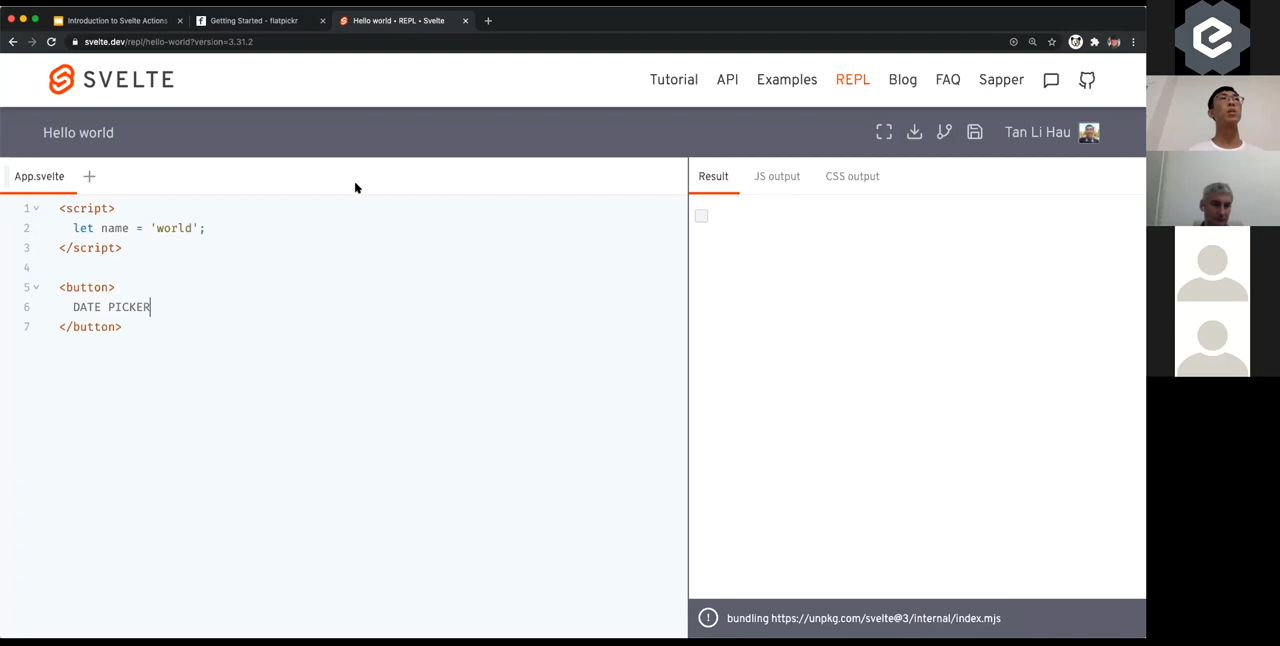 Introduction to Svelte Actions
Getting Started - flatpickr
Hello world • REPL • Svelte
svelte.dev/repl/hello-world?version=3.31.2
SVELTE
Tutorial API Examples REPL Blog FAQ Sapper
Hello world
Tan Li Hau
App.svelte
Result JS output CSS output
1 <script>
2 let name = 'world';
3 </script>
4
5 <button>
6 DATE PICKER
7 </button>
bundling https://unpkg.com/svelte@3/internal/index.mjs